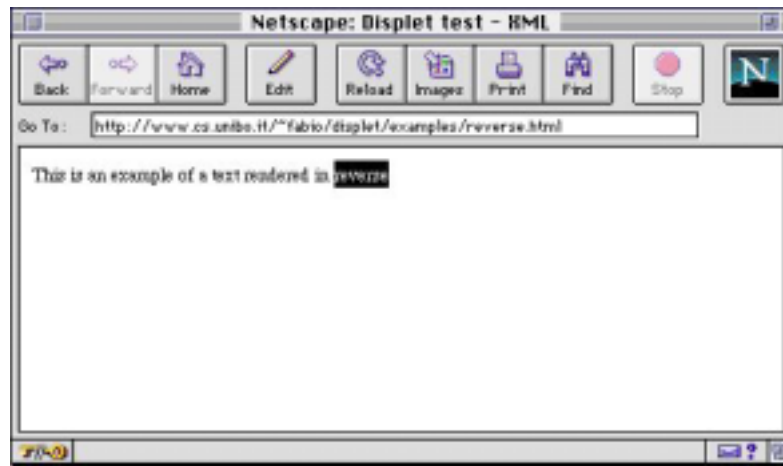 Netscape: Displet test - XML
Back Forward Home Edit Reload Images Print Find Stop N
Go To: http://www.cs.unibo.it/~fabio/displet/examples/reverse.html
This is an example of a text rendered in reverse
?